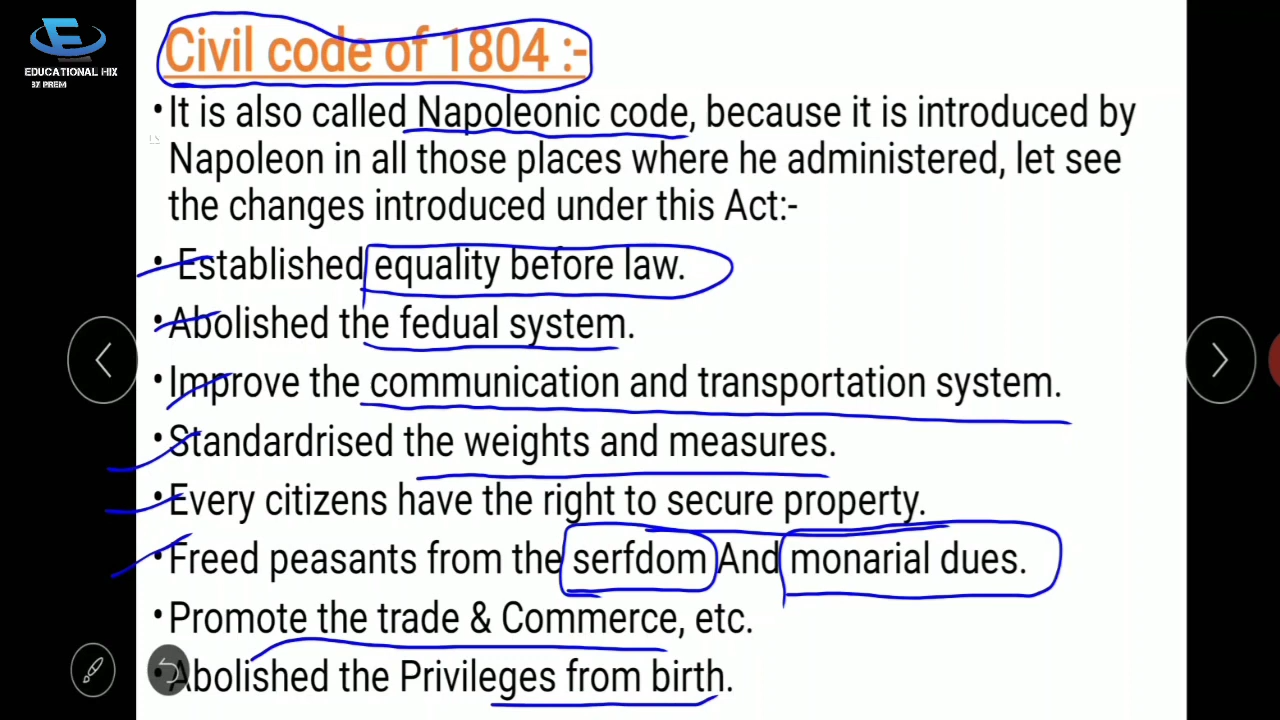 EDUCATIONAL HIX
BY PREM
Civil code of 1804 :-
•It is also called Napoleonic code, because it is introduced by
Napoleon in all those places where he administered, let see
the changes introduced under this Act:-
• Established equality before law.
•Abolished the fedual system.
•Improve the communication and transportation system.
•Standardrised the weights and measures.
•Every citizens have the right to secure property.
•Freed peasants from the serfdom And monarial dues.
•Promote the trade & Commerce, etc.
•Abolished the Privileges from birth.